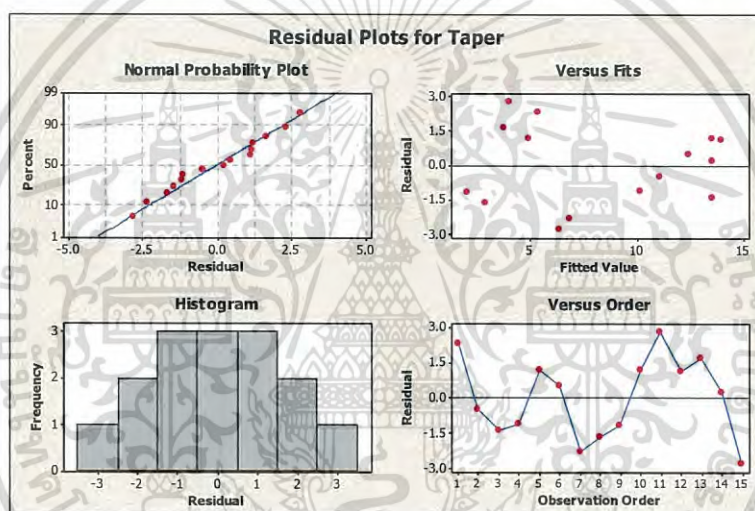 Residual Plots for Taper
Normal Probability Plot
99
90
50
10
1
Percent
-5.0 -2.5 0.0 2.5 5.0
Residual
Versus Fits
3.0
1.5
0.0
-1.5
-3.0
Residual
5 10 15
Fitted Value
Histogram
3
2
1
0
Frequency
-3 -2 -1 0 1 2 3
Residual
Versus Order
3.0
1.5
0.0
-1.5
-3.0
Residual
1 2 3 4 5 6 7 8 9 10 11 12 13 14 15
Observation Order